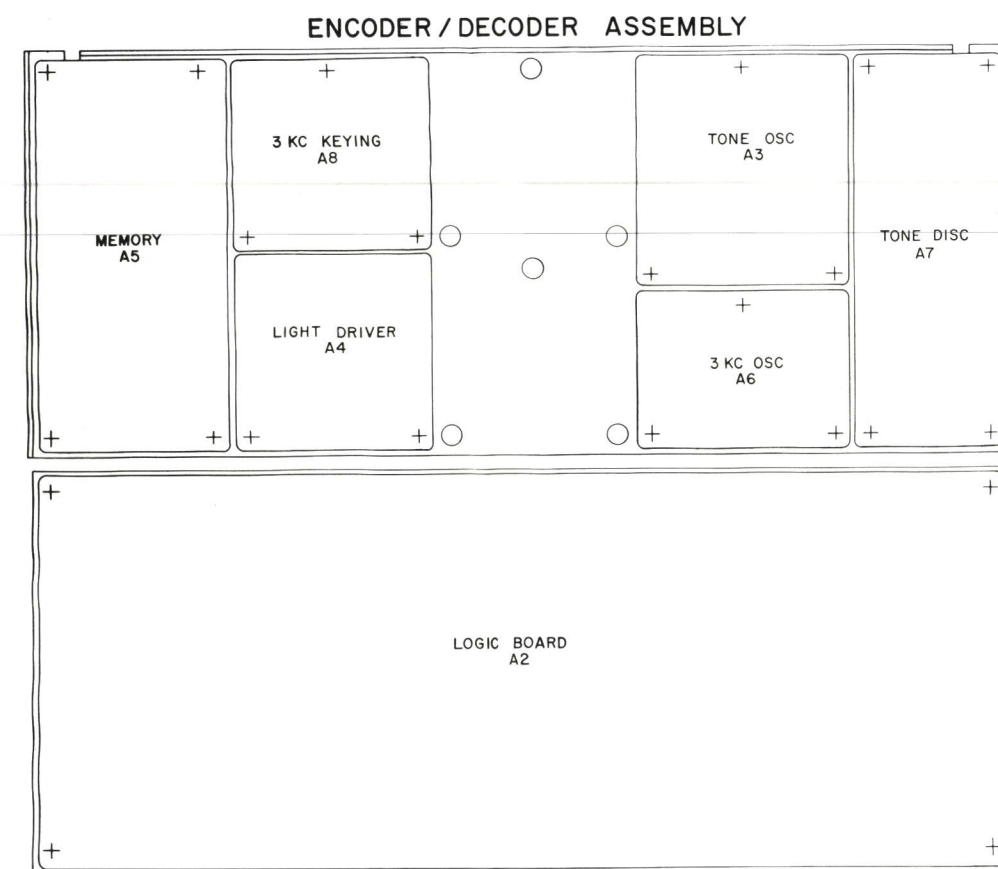 ENCODER / DECODER ASSEMBLY
3 KC KEYING
A8
TONE OSC
A3
MEMORY
A5
TONE DISC
A7
LIGHT DRIVER
A4
3 KC OSC
A6
LOGIC BOARD
A2